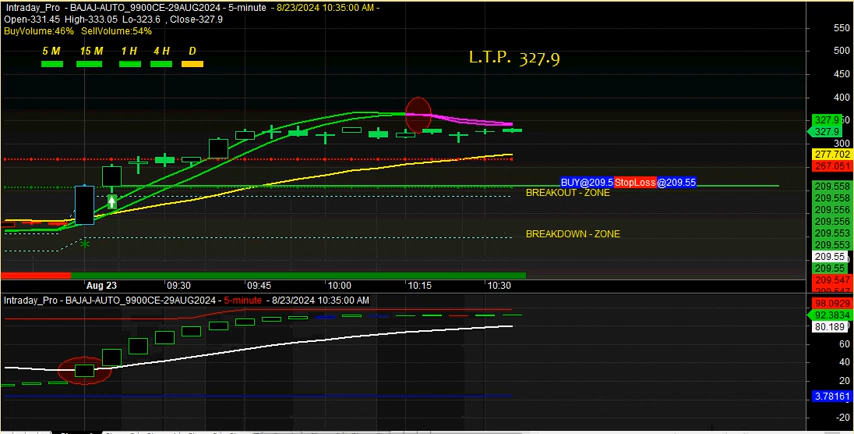 Intraday_Pro - BAJAJ-AUTO_9900CE-29AUG2024 - 5-minute - 8/23/2024 10:35:00 AM -
Open-331.45 High-333.05 Lo-323.6 , Close-327.9
BuyVolume:46% SellVolume:54%
5 M 15 M 1 H 4 H D
L.T.P. 327.9
550
500
450
400
327.9
327.9
300
277.702
267.051
BUY@209.5 StopLoss @209.55
209.558
209.558
BREAKOUT - ZONE
209.556
209.556
BREAKDOWN - ZONE
209.553
209.553
209.55
209.55
209.547
Aug 23 09:30 09:45 10:00 10:15 10:30
Intraday_Pro - BAJAJ-AUTO_9900CE-29AUG2024 - 5-minute - 8/23/2024 10:35:00 AM
98.0929
92.3834
80.189
60
40
20
3.78161
-20